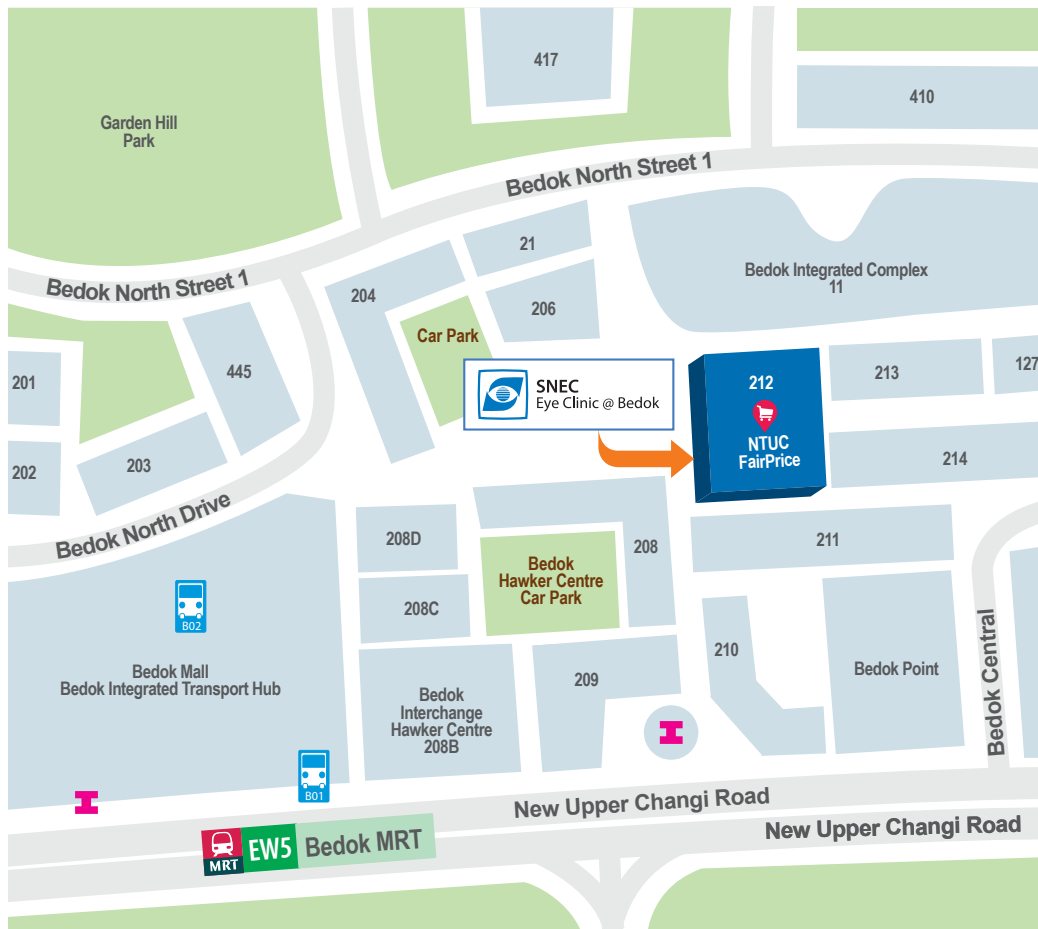 417
410
Garden Hill
Park
Bedok North Street 1
21
Bedok Integrated Complex
11
Bedok North Street 1
204
206
Car Park
201
445
SNEC
Eye Clinic @ Bedok
212
NTUC
FairPrice
213
127
202
203
214
Bedok North Drive
208D
208
211
Bedok
Hawker Centre
Car Park
208C
B02
Bedok Mall
Bedok Integrated Transport Hub
209
210
Bedok Point
Bedok Central
Bedok
Interchange
Hawker Centre
208B
B01
New Upper Changi Road
New Upper Changi Road
MRT
EW5
Bedok MRT